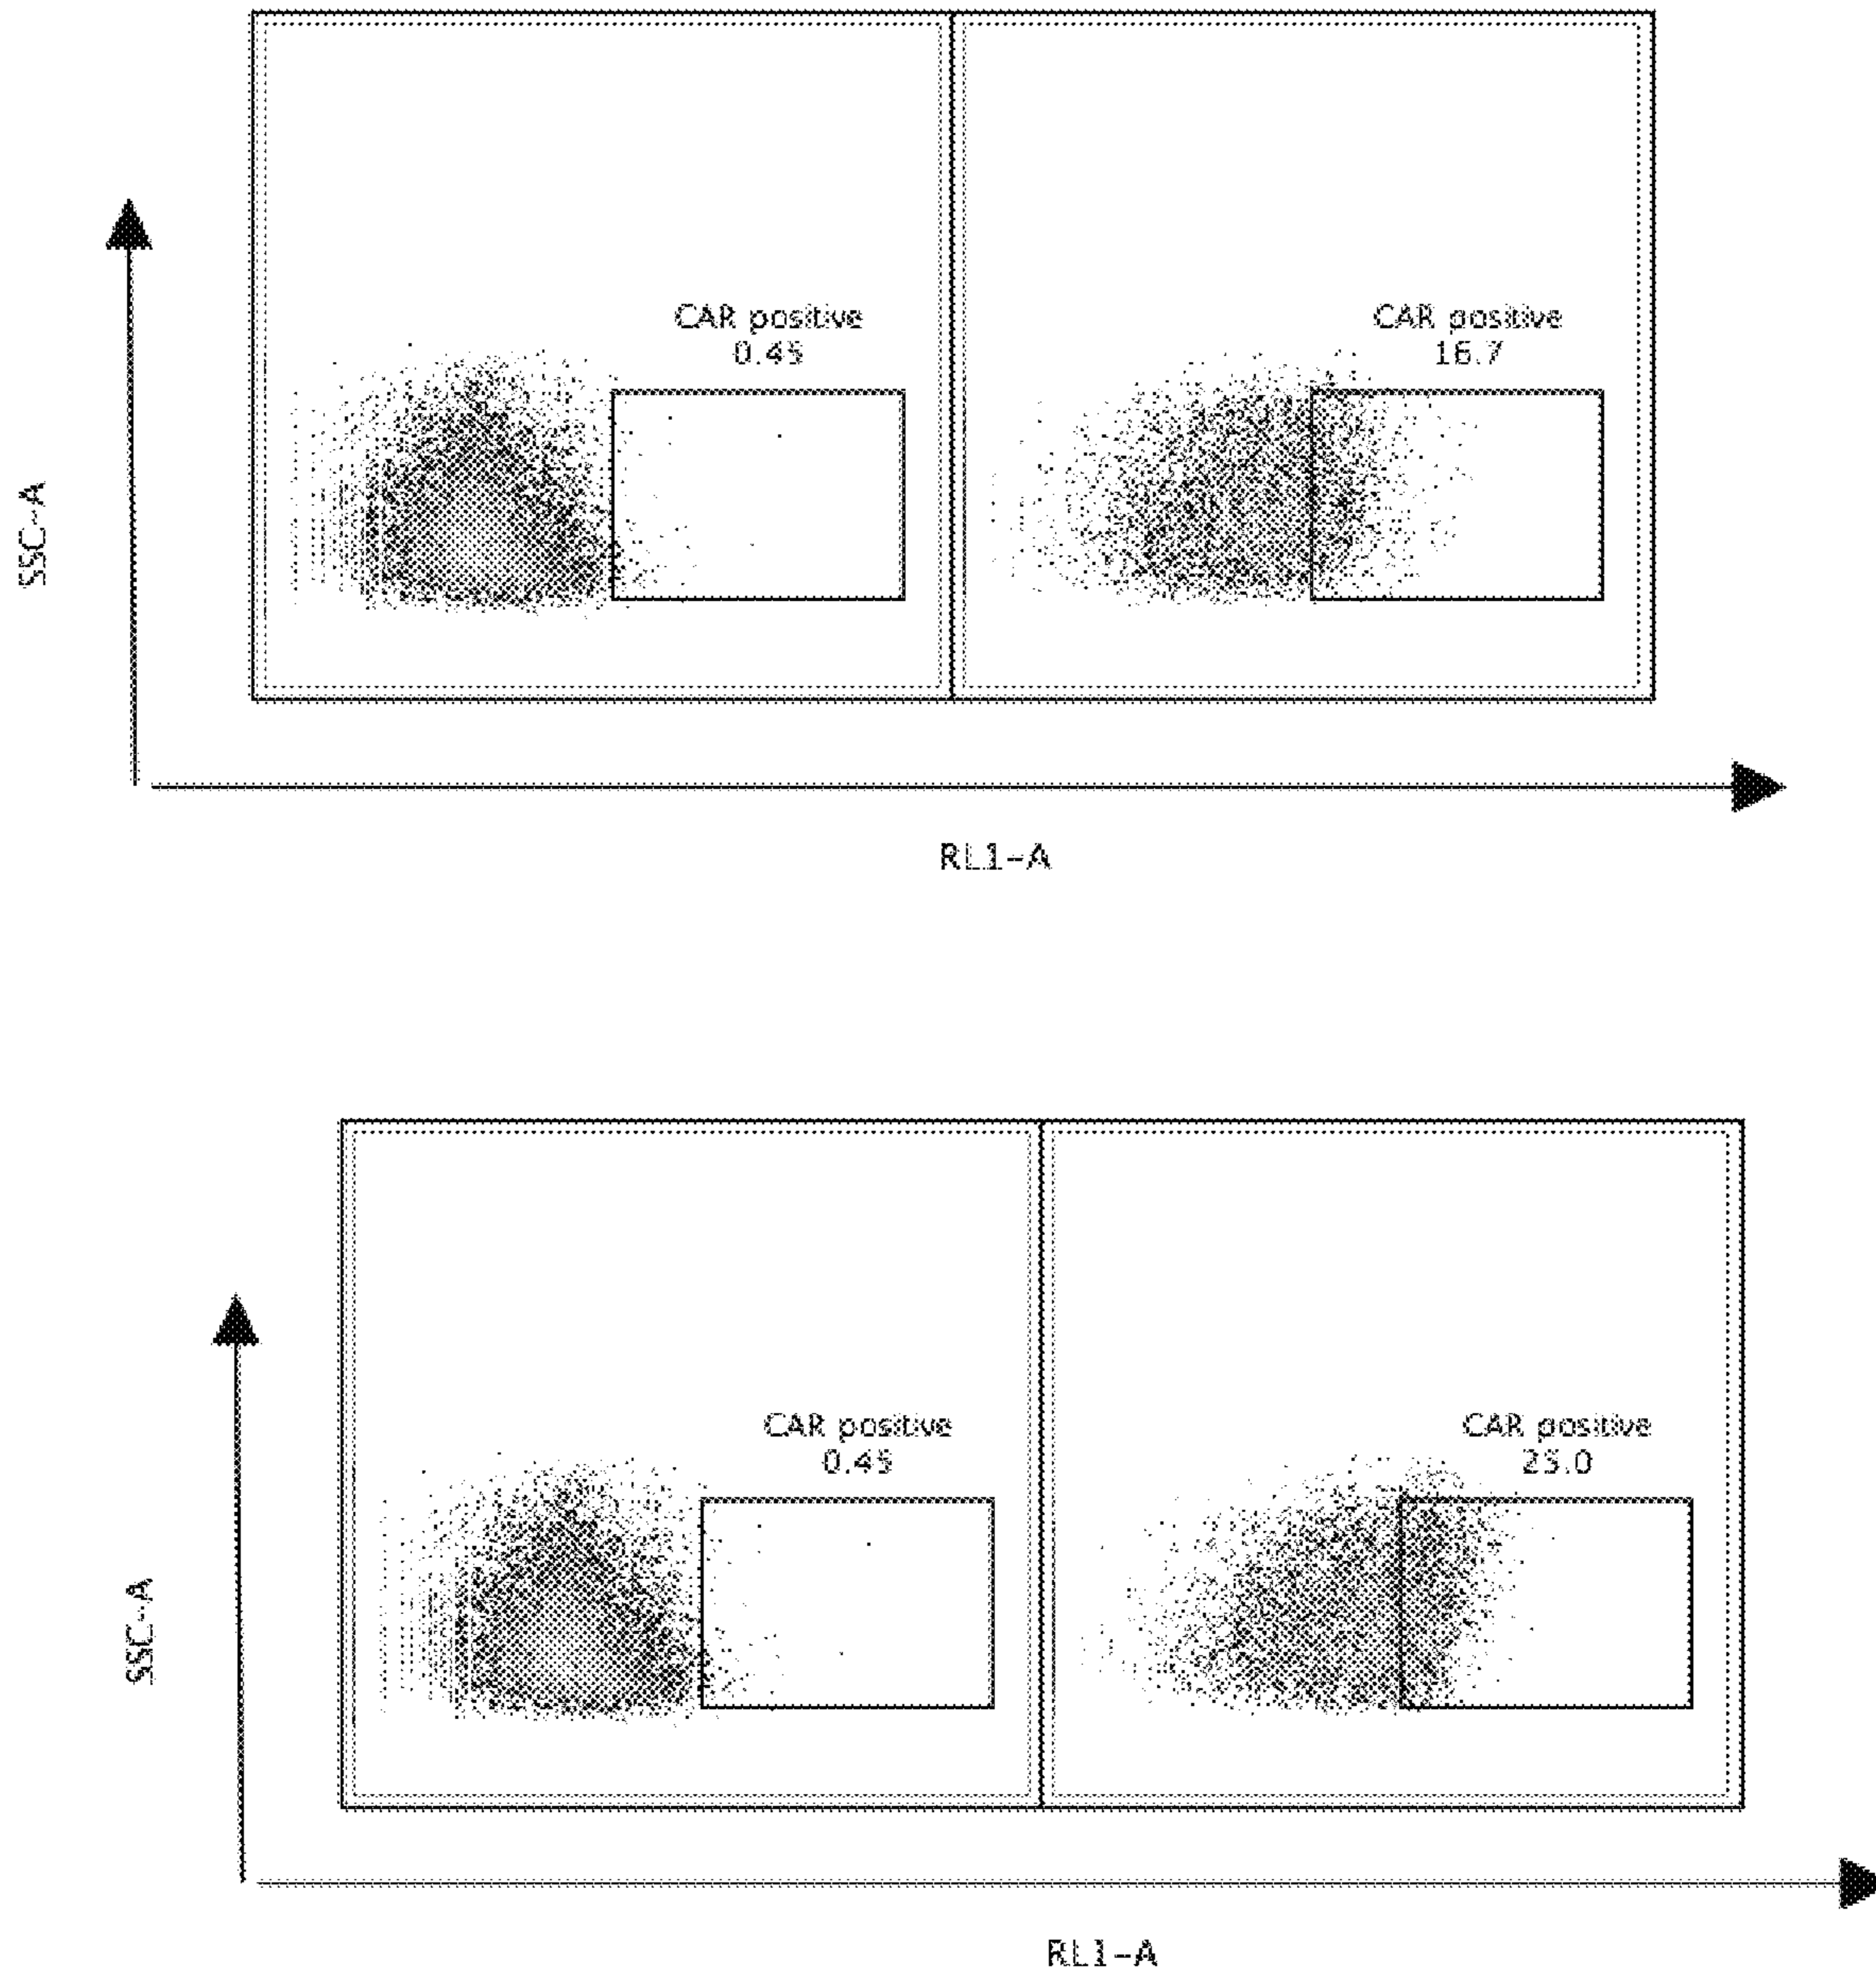 CAR positive
0.45
CAR positive
16.7
SSC-A
RL1-A
CAR positive
0.45
CAR positive
25.0
SSC-A
RL1-A